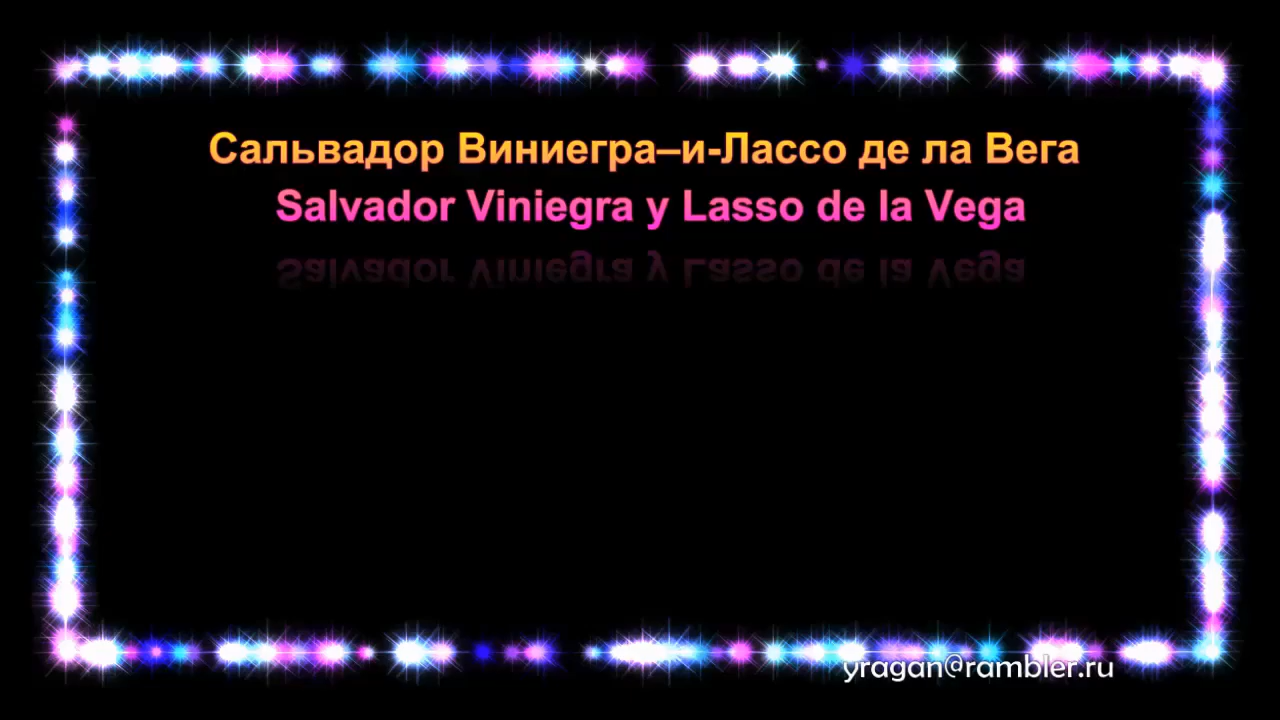 Сальвадор Виниегра–и-Лассо де ла Вега
Salvador Viniegra y Lasso de la Vega
yragan@rambler.ru